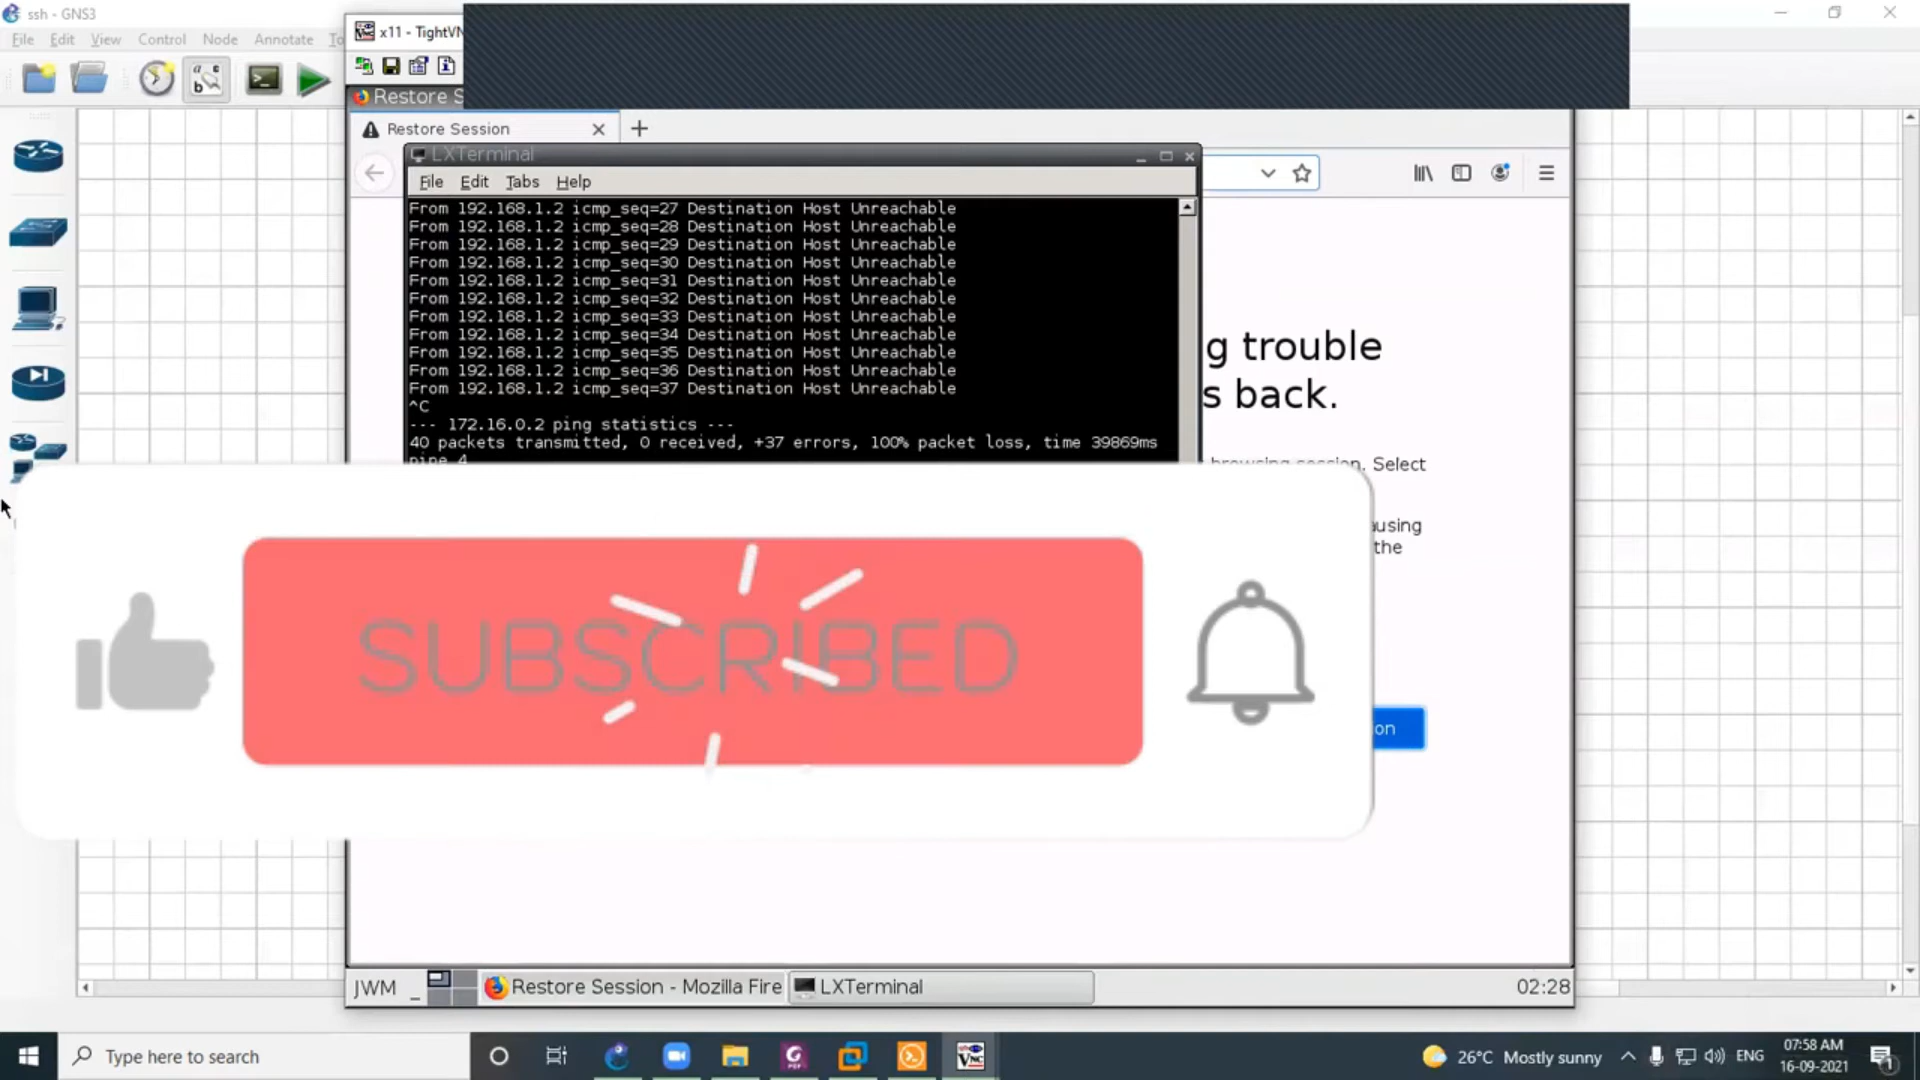 ssh - GNS3
File Edit View Control Node Annotate
x11 - TightV
Restore S
Restore Session
LXTerminal
File Edit Tabs Help
From 192.168.1.2 icmp_seq=27 Destination Host Unreachable
From 192.168.1.2 icmp_seq=28 Destination Host Unreachable
From 192.168.1.2 icmp_seq=29 Destination Host Unreachable
From 192.168.1.2 icmp_seq=30 Destination Host Unreachable
From 192.168.1.2 icmp_seq=31 Destination Host Unreachable
From 192.168.1.2 icmp_seq=32 Destination Host Unreachable
From 192.168.1.2 icmp_seq=33 Destination Host Unreachable
From 192.168.1.2 icmp_seq=34 Destination Host Unreachable
From 192.168.1.2 icmp_seq=35 Destination Host Unreachable
From 192.168.1.2 icmp_seq=36 Destination Host Unreachable
From 192.168.1.2 icmp_seq=37 Destination Host Unreachable
^C
--- 172.16.0.2 ping statistics ---
40 packets transmitted, 0 received, +37 errors, 100% packet loss, time 39869ms
pipe 4
g trouble
s back.
browsing session. Select
ausing
the
on
SUBSCRIBED
JWM
Restore Session - Mozilla Fire
LXTerminal
02:28
Type here to search
26°C Mostly sunny
ENG
07:58 AM
16-09-2021